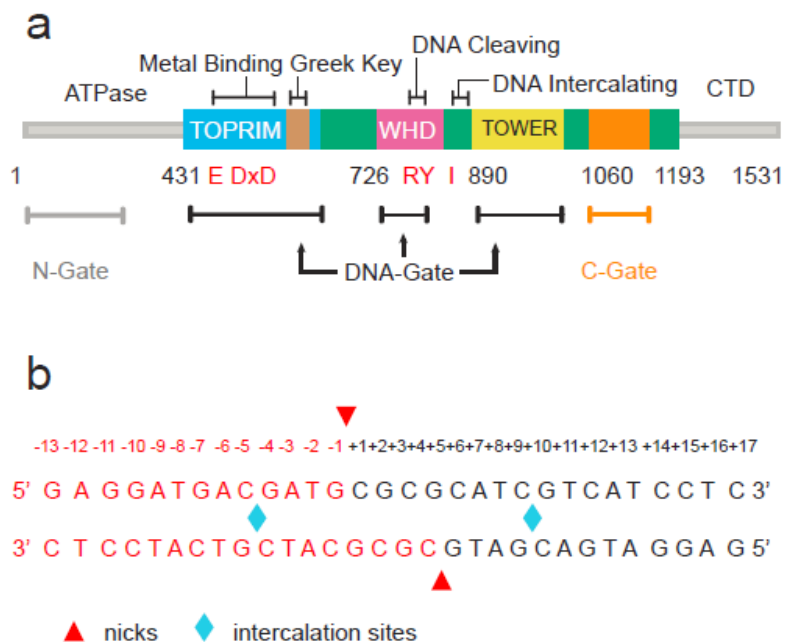 a
DNA Cleaving
Metal Binding Greek Key
DNA Intercalating
ATPase
CTD
TOPRIM WHD TOWER
1 431 E DxD 726 RY I 890 1060 1193 1531
N-Gate DNA-Gate C-Gate
b
-13 -12 -11 -10 -9 -8 -7 -6 -5 -4 -3 -2 -1 +1 +2 +3 +4 +5 +6 +7 +8 +9 +10 +11 +12 +13 +14 +15 +16 +17
5' G A G G A T G A C G A T G C G C G C A T C G T C A T C C T C 3'
3' C T C C T A C T G C T A C G C G C G T A G C A G T A G G A G 5'
nicks intercalation sites